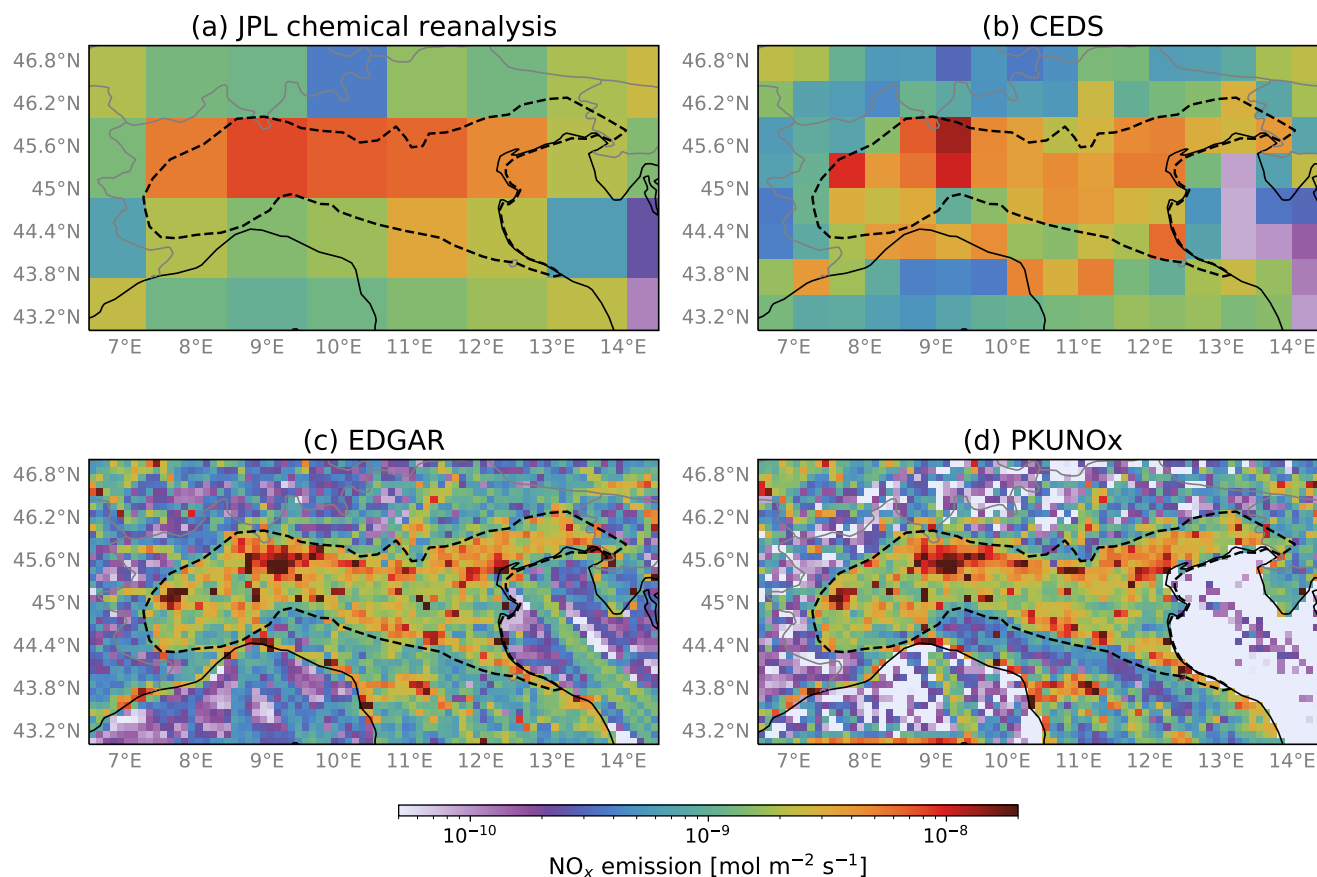 (a) JPL chemical reanalysis
(b) CEDS
46.8°N
46.2°N
45.6°N
45°N
44.4°N
43.8°N
43.2°N
7°E 8°E 9°E 10°E 11°E 12°E 13°E 14°E
46.8°N
46.2°N
45.6°N
45°N
44.4°N
43.8°N
43.2°N
7°E 8°E 9°E 10°E 11°E 12°E 13°E 14°E
(c) EDGAR
(d) PKUNOx
46.8°N
46.2°N
45.6°N
45°N
44.4°N
43.8°N
43.2°N
7°E 8°E 9°E 10°E 11°E 12°E 13°E 14°E
46.8°N
46.2°N
45.6°N
45°N
44.4°N
43.8°N
43.2°N
7°E 8°E 9°E 10°E 11°E 12°E 13°E 14°E
10⁻¹⁰ 10⁻⁹ 10⁻⁸
NOₓ emission [mol m⁻² s⁻¹]